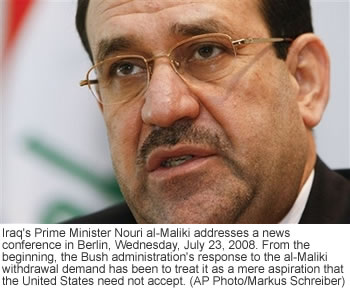 Iraq's Prime Minister Nouri al-Maliki addresses a news
conference in Berlin, Wednesday, July 23, 2008. From the
beginning, the Bush administration's response to the al-Maliki
withdrawal demand has been to treat it as a mere aspiration that
the United States need not accept. (AP Photo/Markus Schreiber)